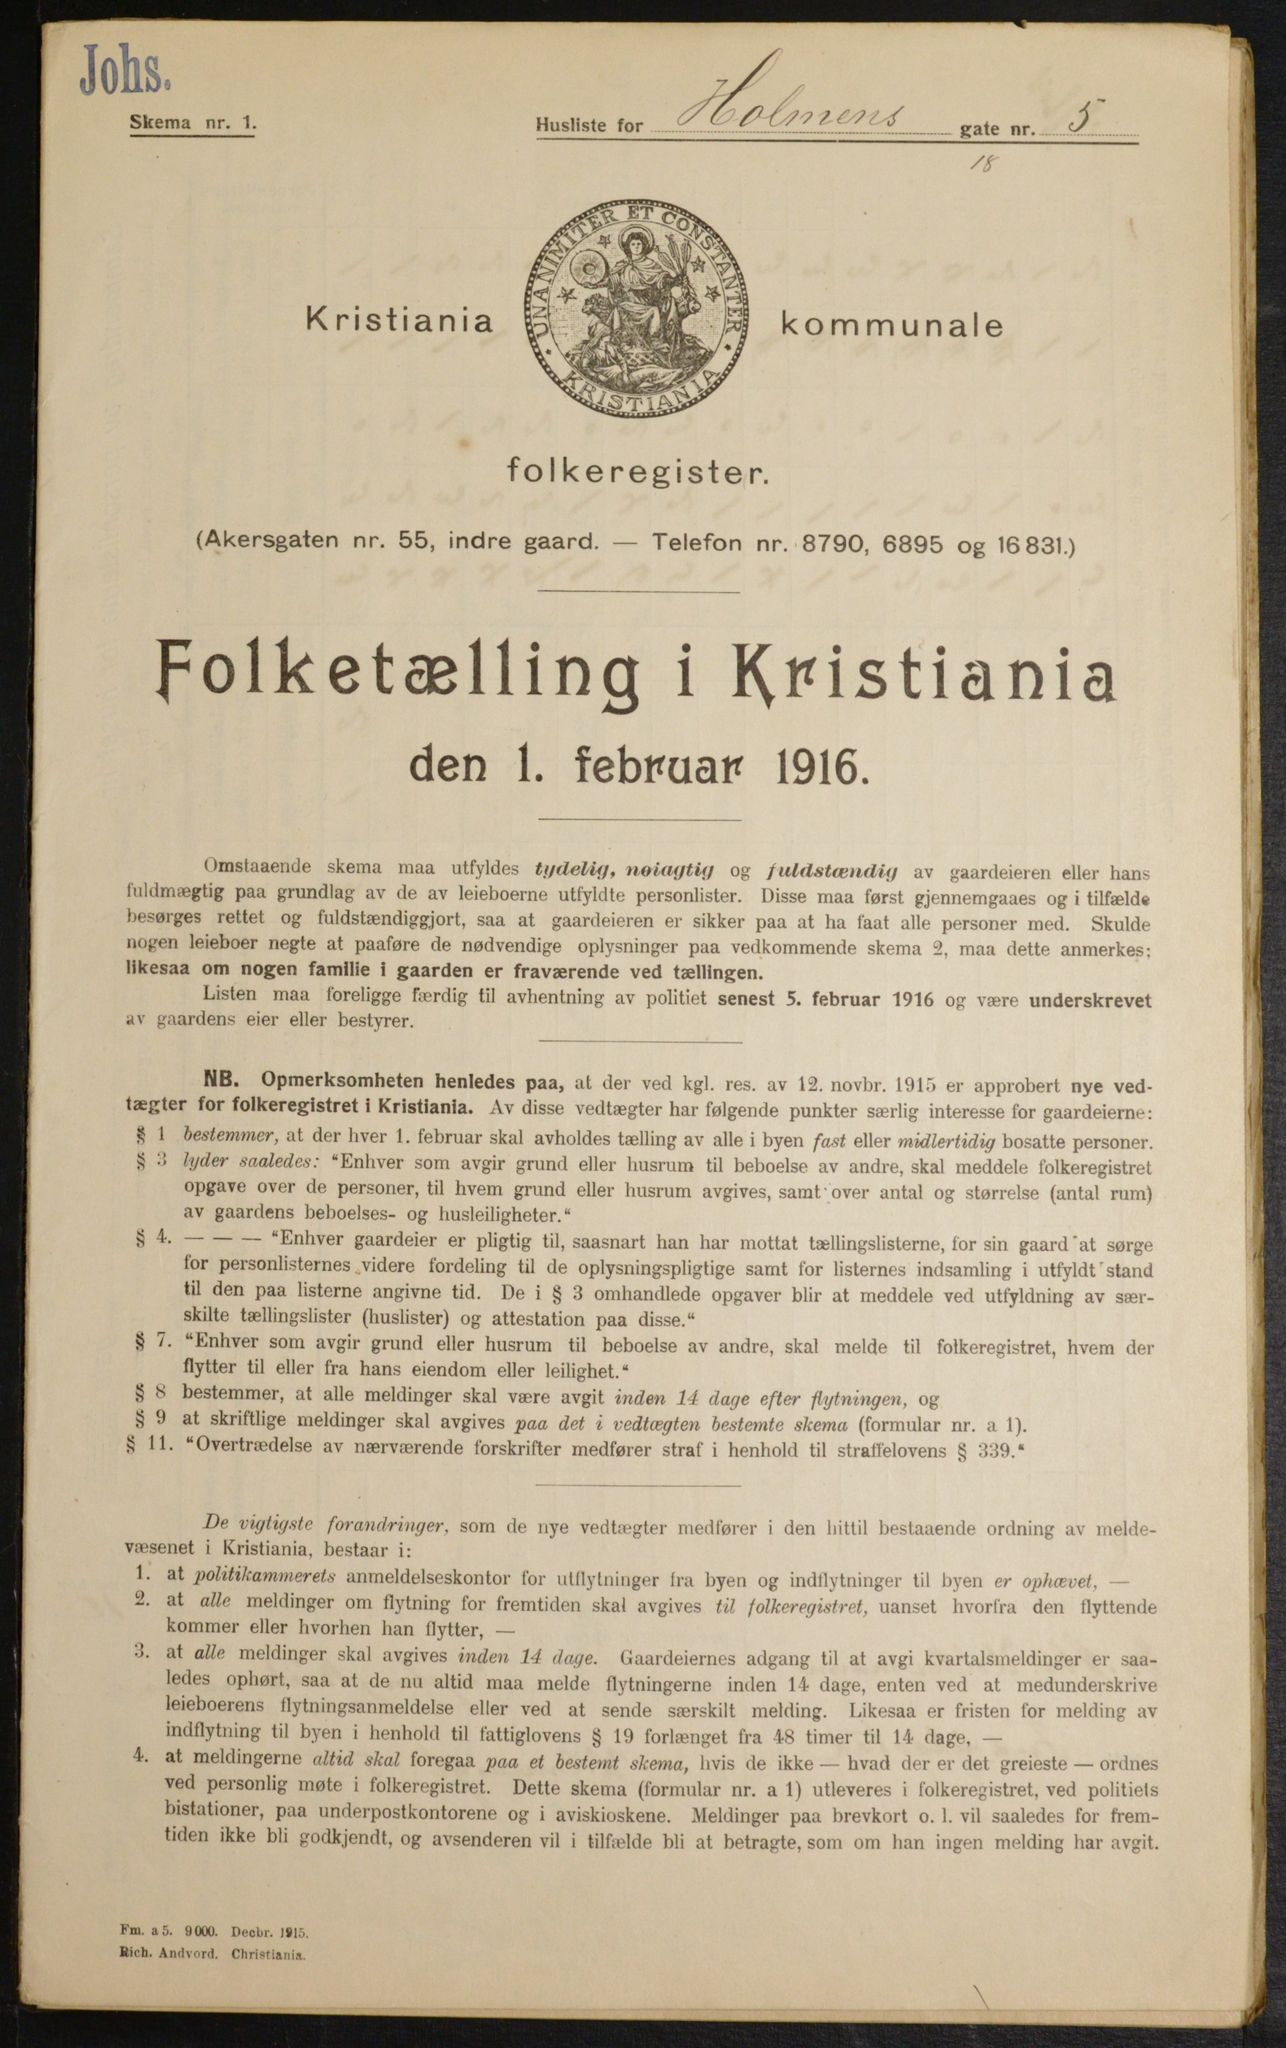 Johs.
Skema nr. 1.
Husliste for Holmens gate nr. 5
18
UNANIMITER ET CONSTANTER
KRISTIANIA
Kristiania kommunale
folkeregister.
(Akersgaten nr. 55, indre gaard. — Telefon nr. 8790, 6895 og 16 831.)
Folketælling i Kristiania
den 1. februar 1916.
Omstaaende skema maa utfyldes tydelig, nøiagtig og fuldstændig av gaardeieren eller hans
fuldmægtig paa grundlag av de av leieboerne utfyldte personlister. Disse maa først gjennemgaaes og i tilfælde
besørges rettet og fuldstændiggjort, saa at gaardeieren er sikker paa at ha faat alle personer med. Skulde
nogen leieboer negte at paaføre de nødvendige oplysninger paa vedkommende skema 2, maa dette anmerkes;
likesaa om nogen familie i gaarden er fraværende ved tællingen.
Listen maa foreligge færdig til avhentning av politiet senest 5. februar 1916 og være underskrevet
av gaardens eier eller bestyrer.
NB. Opmerksomheten henledes paa, at der ved kgl. res. av 12. novbr. 1915 er approbert nye ved-
tægter for folkeregistret i Kristiania. Av disse vedtægter har følgende punkter særlig interesse for gaardeierne:
§ 1 bestemmer, at der hver 1. februar skal avholdes tælling av alle i byen fast eller midlertidig bosatte personer.
§ 3 lyder saaledes: “Enhver som avgir grund eller husrum til beboelse av andre, skal meddele folkeregistret
opgave over de personer, til hvem grund eller husrum avgives, samt over antal og størrelse (antal rum)
av gaardens beboelses- og husleiligheter.“
§ 4. — — — “Enhver gaardeier er pligtig til, saasnart han har mottat tællingslisterne, for sin gaard at sørge
for personlisternes videre fordeling til de oplysningspligtige samt for listernes indsamling i utfyldt stand
til den paa listerne angivne tid. De i § 3 omhandlede opgaver blir at meddele ved utfyldning av sær-
skilte tællingslister (huslister) og attestation paa disse.“
§ 7. “Enhver som avgir grund eller husrum til beboelse av andre, skal melde til folkeregistret, hvem der
flytter til eller fra hans eiendom eller leilighet.“
§ 8 bestemmer, at alle meldinger skal være avgit inden 14 dage efter flytningen, og
§ 9 at skriftlige meldinger skal avgives paa det i vedtægten bestemte skema (formular nr. a 1).
§ 11. “Overtrædelse av nærværende forskrifter medfører straf i henhold til straffelovens § 339.“
De vigtigste forandringer, som de nye vedtægter medfører i den hittil bestaaende ordning av melde-
væsenet i Kristiania, bestaar i:
1. at politikammerets anmeldelseskontor for utflytninger fra byen og indflytninger til byen er ophævet, —
2. at alle meldinger om flytning for fremtiden skal avgives til folkeregistret, uanset hvorfra den flyttende
kommer eller hvorhen han flytter, —
3. at alle meldinger skal avgives inden 14 dage. Gaardeiernes adgang til at avgi kvartalsmeldinger er saa-
ledes ophørt, saa at de nu altid maa melde flytningerne inden 14 dage, enten ved at medunderskrive
leieboerens flytningsanmeldelse eller ved at sende særskilt melding. Likesaa er fristen for melding av
indflytning til byen i henhold til fattiglovens § 19 forlænget fra 48 timer til 14 dage, —
4. at meldingerne altid skal foregaa paa et bestemt skema, hvis de ikke — hvad der er det greieste — ordnes
ved personlig møte i folkeregistret. Dette skema (formular nr. a 1) utleveres i folkeregistret, ved politiets
bistationer, paa underpostkontorene og i aviskioskene. Meldinger paa brevkort o. l. vil saaledes for frem-
tiden ikke bli godkjendt, og avsenderen vil i tilfælde bli at betragte, som om han ingen melding har avgit.
Fm. a 5. 9 000. Decbr. 1915.
Rich. Andvord. Christiania.